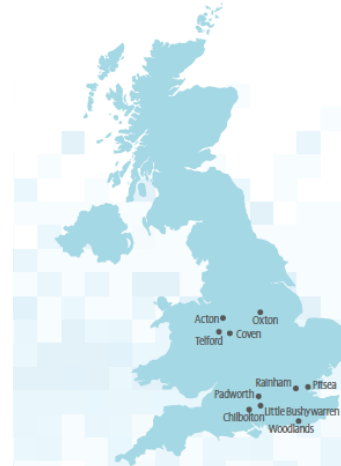 Acton
Oxton
Telford
Coven
Rainham
Pitsea
Padworth
Little Bushywarren
Chilbolton
Woodlands